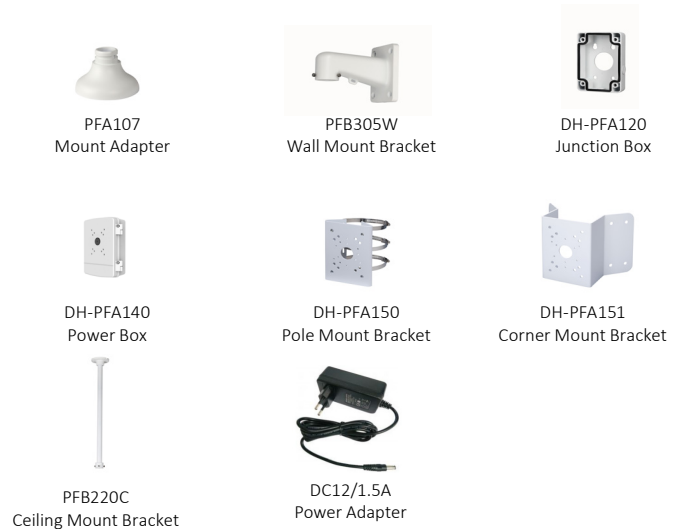 PFA107
Mount Adapter
PFB305W
Wall Mount Bracket
DH-PFA120
Junction Box
DH-PFA140
Power Box
DH-PFA150
Pole Mount Bracket
DH-PFA151
Corner Mount Bracket
PFB220C
Ceiling Mount Bracket
DC12/1.5A
Power Adapter